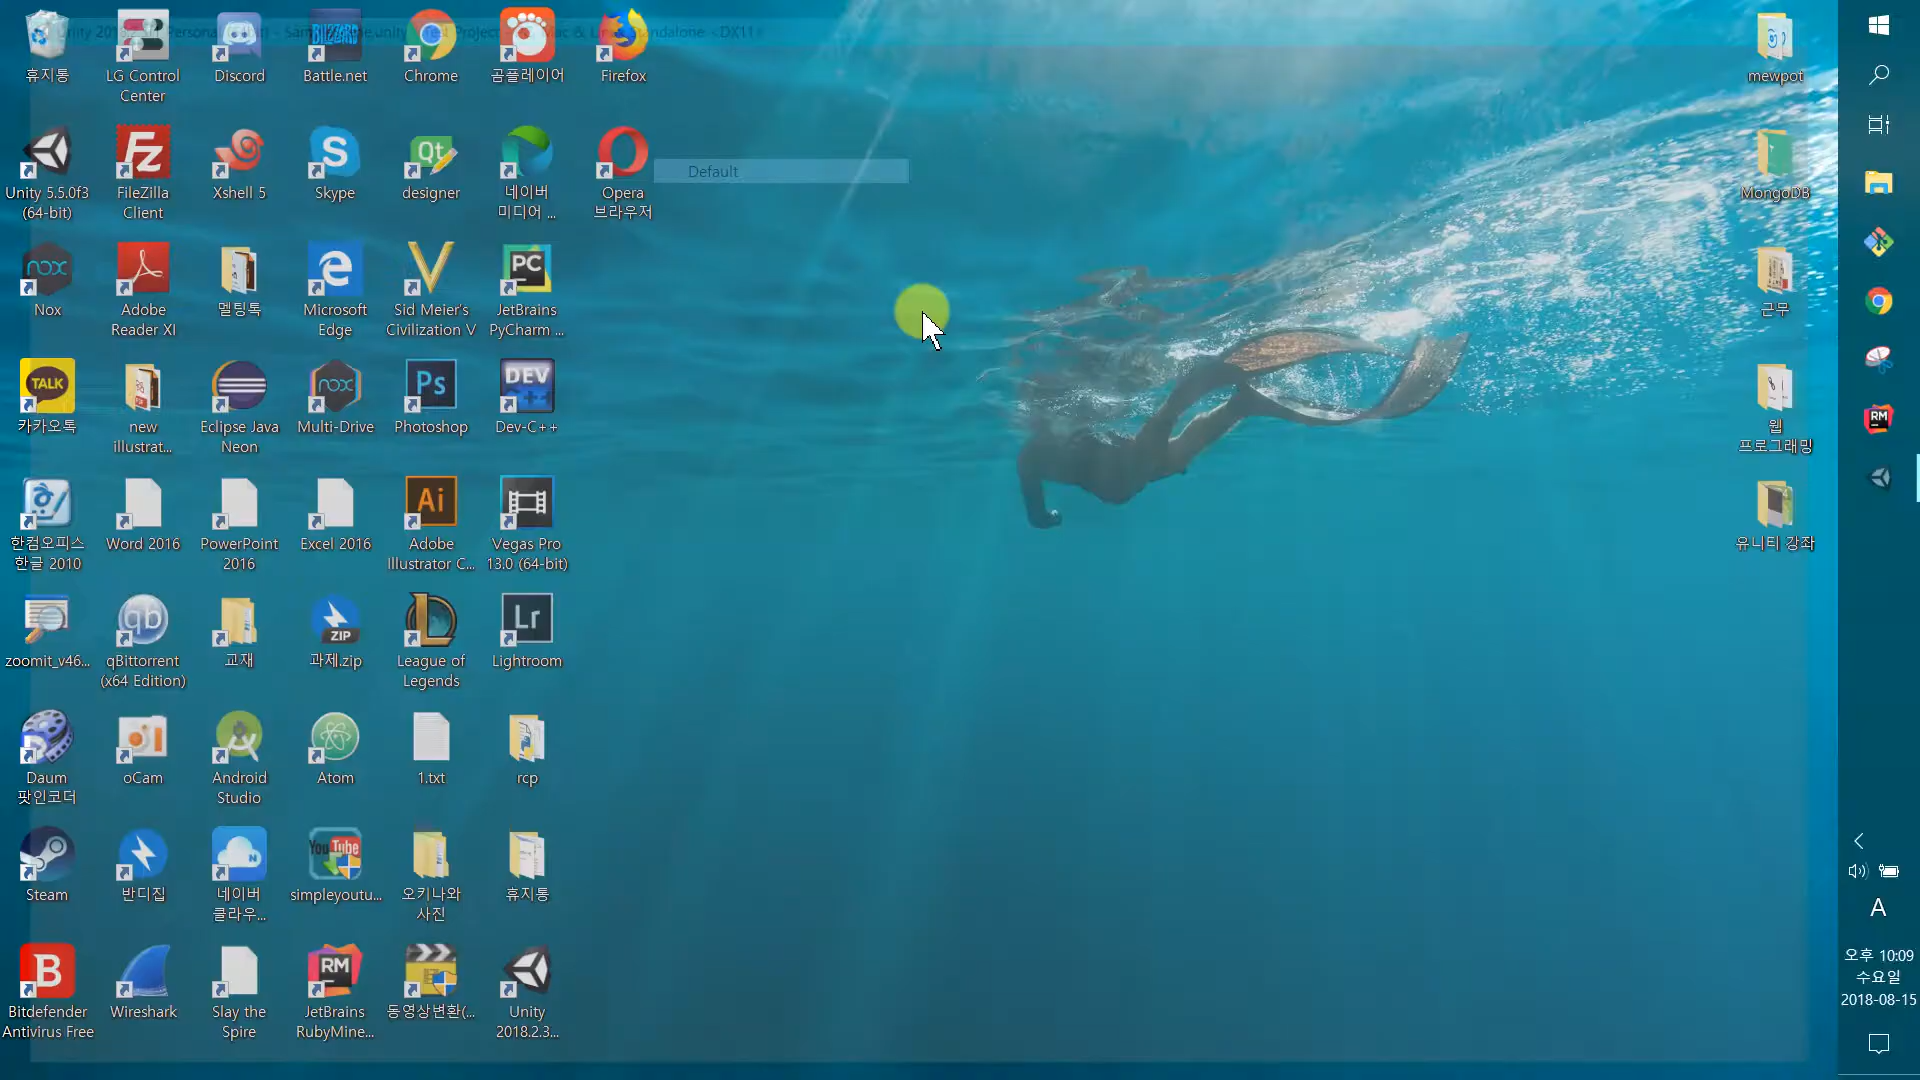 휴지통
LG Control
Center
Discord
Battle.net
Chrome
곰플레이어
Firefox
Default
Unity 5.5.0f3
(64-bit)
FileZilla
Client
Xshell 5
Skype
designer
네이버
미디어 ...
Opera
브라우저
Nox
Adobe
Reader XI
멜팅톡
Microsoft
Edge
Sid Meier's
Civilization V
JetBrains
PyCharm ...
카카오톡
new
illustrat...
Eclipse Java
Neon
Multi-Drive
Photoshop
Dev-C++
한컴오피스
한글 2010
Word 2016
PowerPoint
2016
Excel 2016
Adobe
Illustrator C...
Vegas Pro
13.0 (64-bit)
zoomit_v46...
qBittorrent
(x64 Edition)
교재
과제.zip
League of
Legends
Lightroom
Daum
팟인코더
oCam
Android
Studio
Atom
1.txt
rcp
Steam
반디집
네이버
클라우...
simpleyoutu...
오키나와
사진
휴지통
Bitdefender
Antivirus Free
Wireshark
Slay the
Spire
JetBrains
RubyMine...
동영상변환(...
Unity
2018.2.3...
mewpot
MongoDB
근무
웹
프로그래밍
유니티 강좌
A
오후 10:09
수요일
2018-08-15